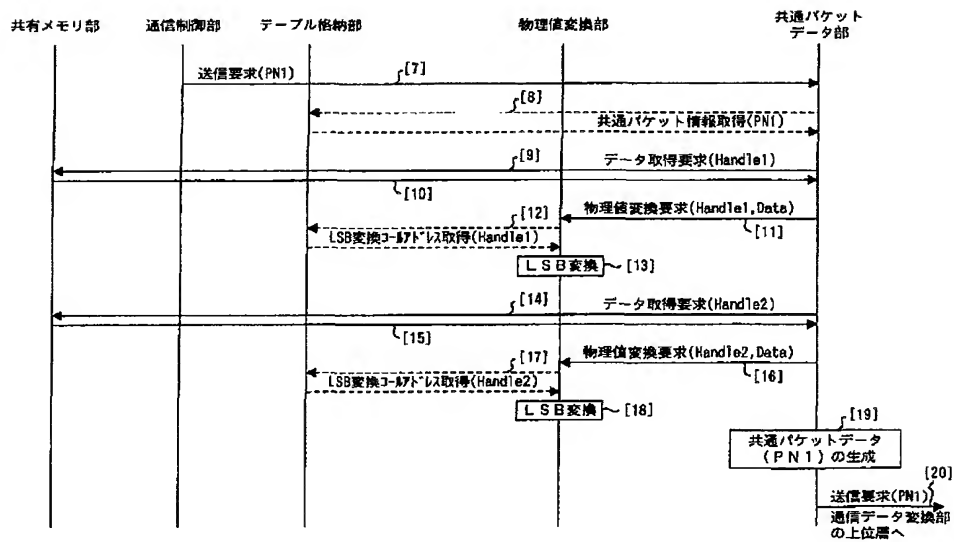 共有メモリ部
通信制御部
テーブル格納部
物理値変換部
共通パケット
データ部
送信要求(PN1)
[7]
[8]
共通パケット情報取得(PN1)
[9]
データ取得要求(Handle1)
[10]
[12]
物理値変換要求(Handle1,Data)
LSB変換ｺｰﾙｱﾄﾞﾚｽ取得(Handle1)
[11]
LSB変換
[13]
[14]
データ取得要求(Handle2)
[15]
[17]
物理値変換要求(Handle2,Data)
LSB変換ｺｰﾙｱﾄﾞﾚｽ取得(Handle2)
[16]
LSB変換
[18]
[19]
共通パケットデータ
(PN1)の生成
[20]
送信要求(PN1)
通信データ変換部
の上位層へ